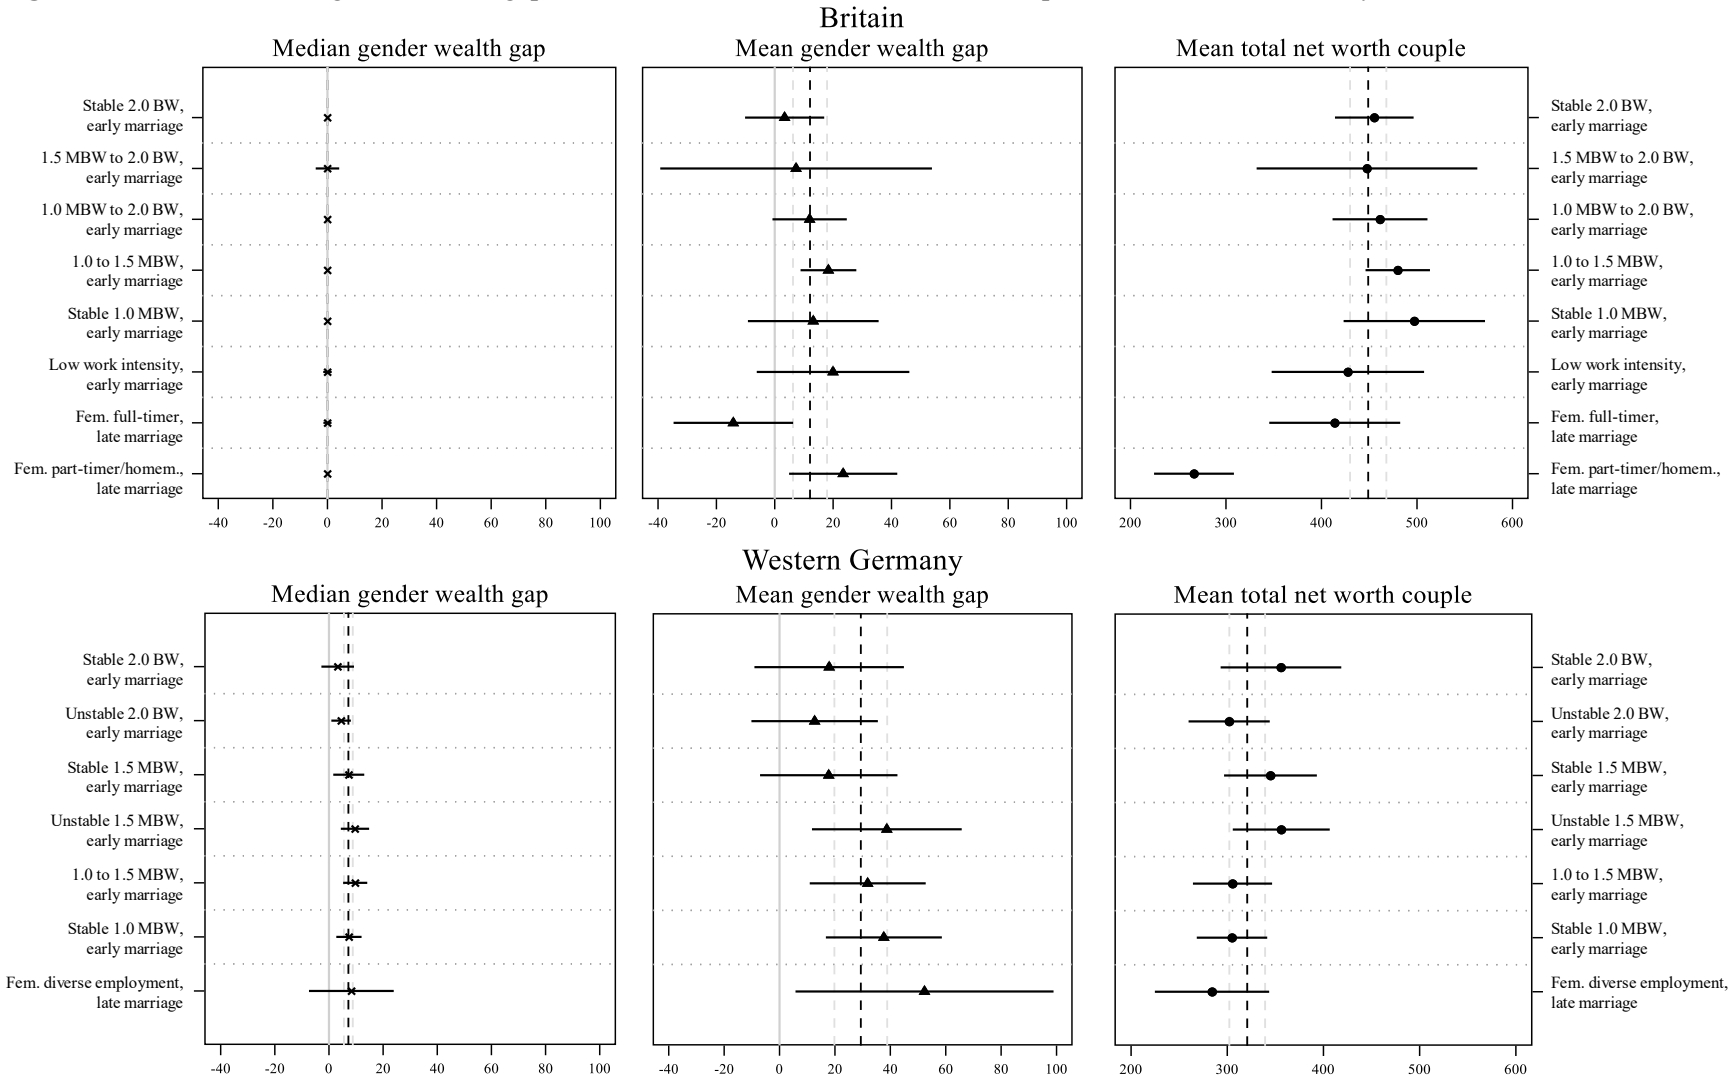 Britain
Median gender wealth gap
Mean gender wealth gap
Mean total net worth couple
Stable 2.0 BW,
early marriage
1.5 MBW to 2.0 BW,
early marriage
1.0 MBW to 2.0 BW,
early marriage
1.0 to 1.5 MBW,
early marriage
Stable 1.0 MBW,
early marriage
Low work intensity,
early marriage
Fem. full-timer,
late marriage
Fem. part-timer/homem.,
late marriage
-40 -20 0 20 40 60 80 100
-40 -20 0 20 40 60 80 100
200 300 400 500 600
Stable 2.0 BW,
early marriage
1.5 MBW to 2.0 BW,
early marriage
1.0 MBW to 2.0 BW,
early marriage
1.0 to 1.5 MBW,
early marriage
Stable 1.0 MBW,
early marriage
Low work intensity,
early marriage
Fem. full-timer,
late marriage
Fem. part-timer/homem.,
late marriage
Western Germany
Median gender wealth gap
Mean gender wealth gap
Mean total net worth couple
Stable 2.0 BW,
early marriage
Unstable 2.0 BW,
early marriage
Stable 1.5 MBW,
early marriage
Unstable 1.5 MBW,
early marriage
1.0 to 1.5 MBW,
early marriage
Stable 1.0 MBW,
early marriage
Fem. diverse employment,
late marriage
-40 -20 0 20 40 60 80 100
-40 -20 0 20 40 60 80 100
200 300 400 500 600
Stable 2.0 BW,
early marriage
Unstable 2.0 BW,
early marriage
Stable 1.5 MBW,
early marriage
Unstable 1.5 MBW,
early marriage
1.0 to 1.5 MBW,
early marriage
Stable 1.0 MBW,
early marriage
Fem. diverse employment,
late marriage